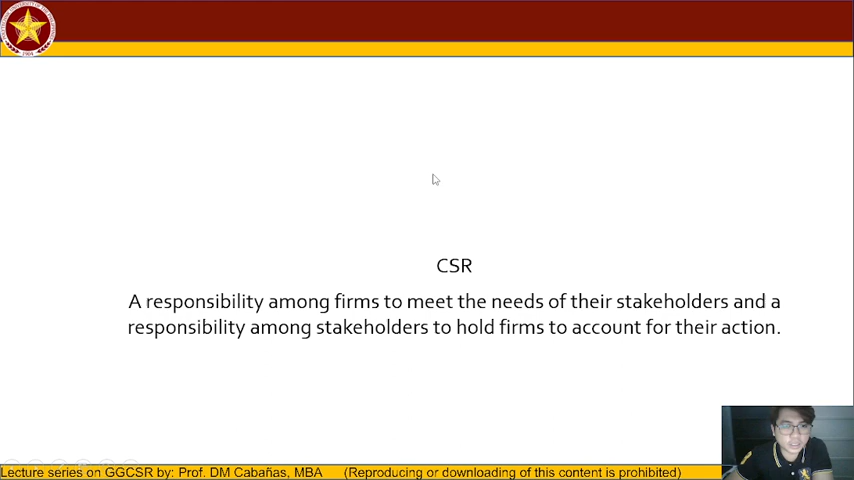 CSR
A responsibility among firms to meet the needs of their stakeholders and a
responsibility among stakeholders to hold firms to account for their action.
Lecture series on GGCSR by: Prof. DM Cabañas, MBA (Reproducing or downloading of this content is prohibited)